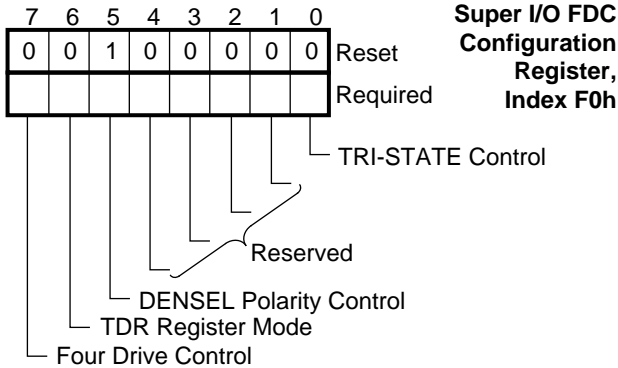 7 6 5 4 3 2 1 0
0 0 1 0 0 0 0 0 Reset
Required
Super I/O FDC
Configuration
Register,
Index F0h
TRI-STATE Control
Reserved
DENSEL Polarity Control
TDR Register Mode
Four Drive Control